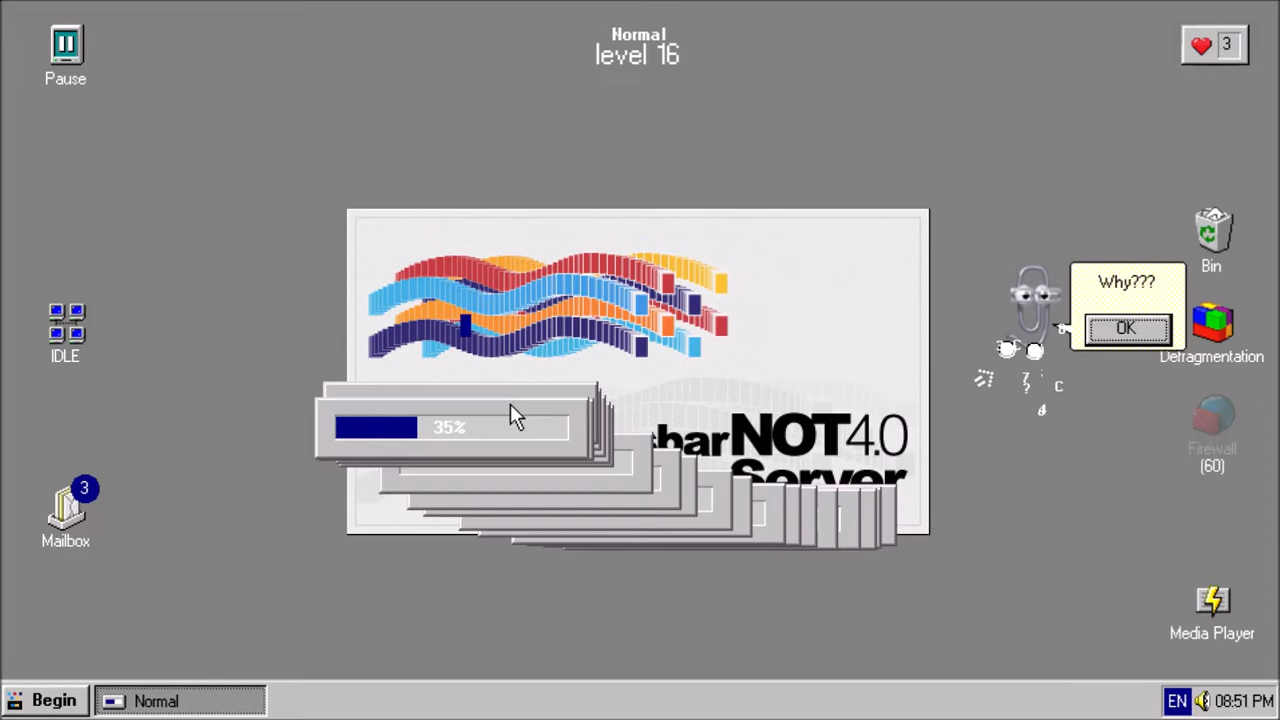 Normal
level 16
3
Pause
Bin
Why???
OK
IDLE
Defragmentation
35%
NOT4.0
Server
Firewall
(60)
3
Mailbox
Media Player
Begin
Normal
EN
08:51 PM